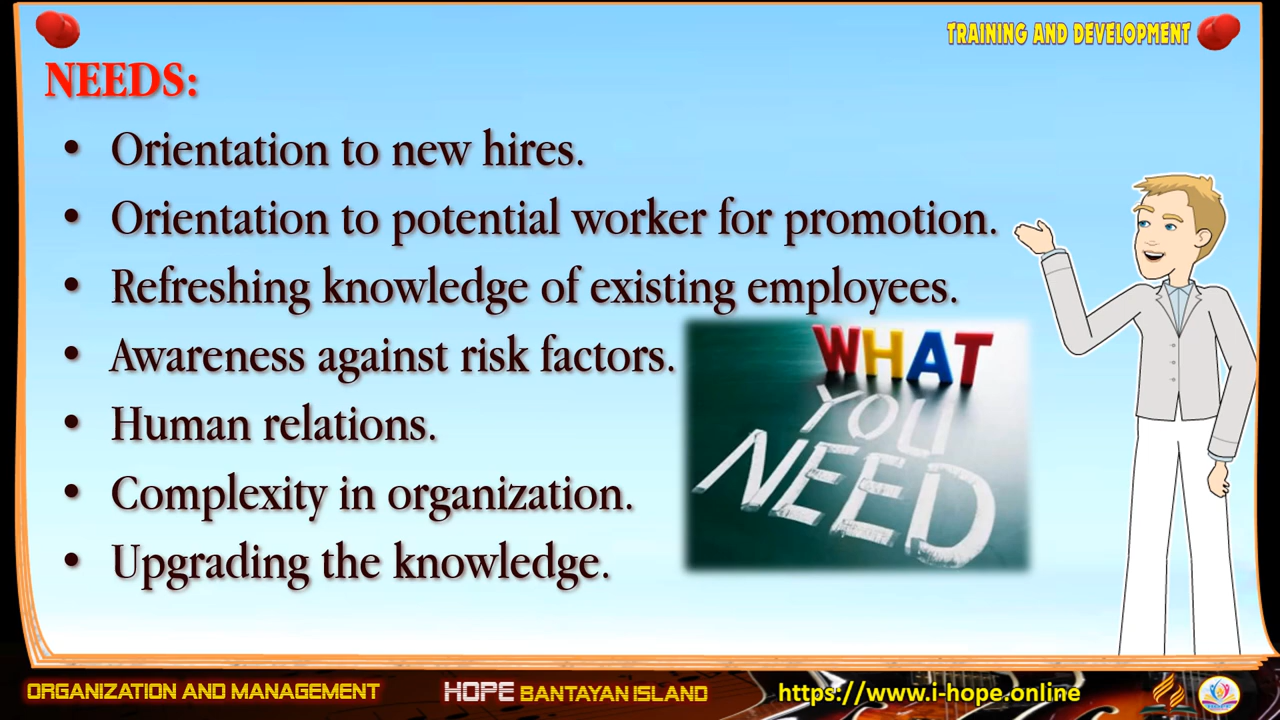 TRAINING AND DEVELOPMENT
NEEDS:
• Orientation to new hires.
• Orientation to potential worker for promotion.
• Refreshing knowledge of existing employees.
• Awareness against risk factors.
• Human relations.
• Complexity in organization.
• Upgrading the knowledge.
WHAT
YOU
NEED
ORGANIZATION AND MANAGEMENT
HOPE BANTAYAN ISLAND
https://www.i-hope.online